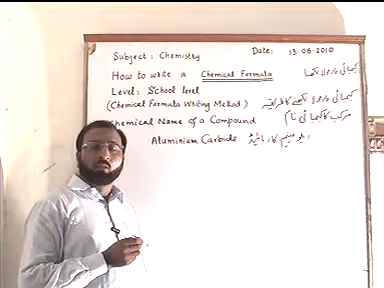 Subject: Chemistry Date: 13-06-2010
How to write a Chemical Formula کیمیائی فارمولا لکھنا
Level: School level
(Chemical Formula Writing Method) کیمیائی فارمولا لکھنے کا طریقہ
Chemical Name of a Compound مرکب کا کیمیائی نام
Aluminium Carbide ایلومینیم کاربائیڈ